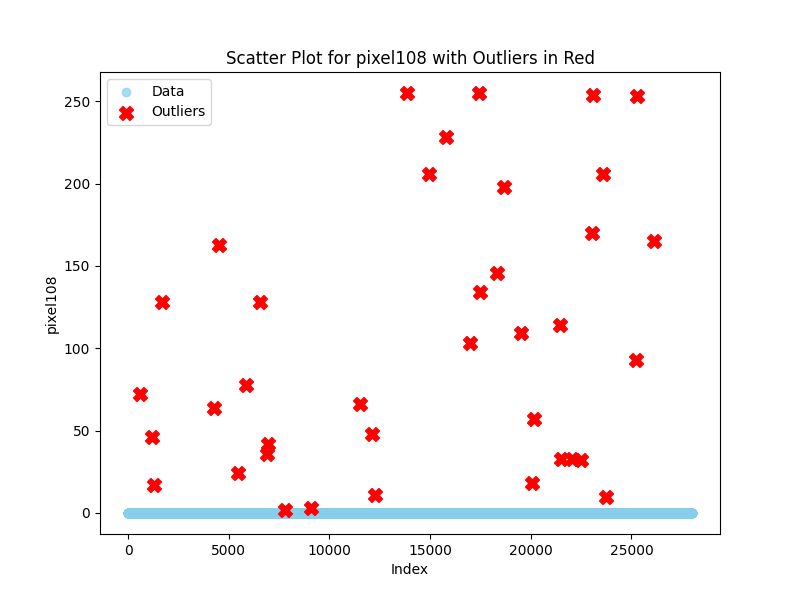 Scatter Plot for pixel108 with Outliers in Red
Data
Outliers
250
200
150
100
50
0
pixel108
0 5000 10000 15000 20000 25000
Index